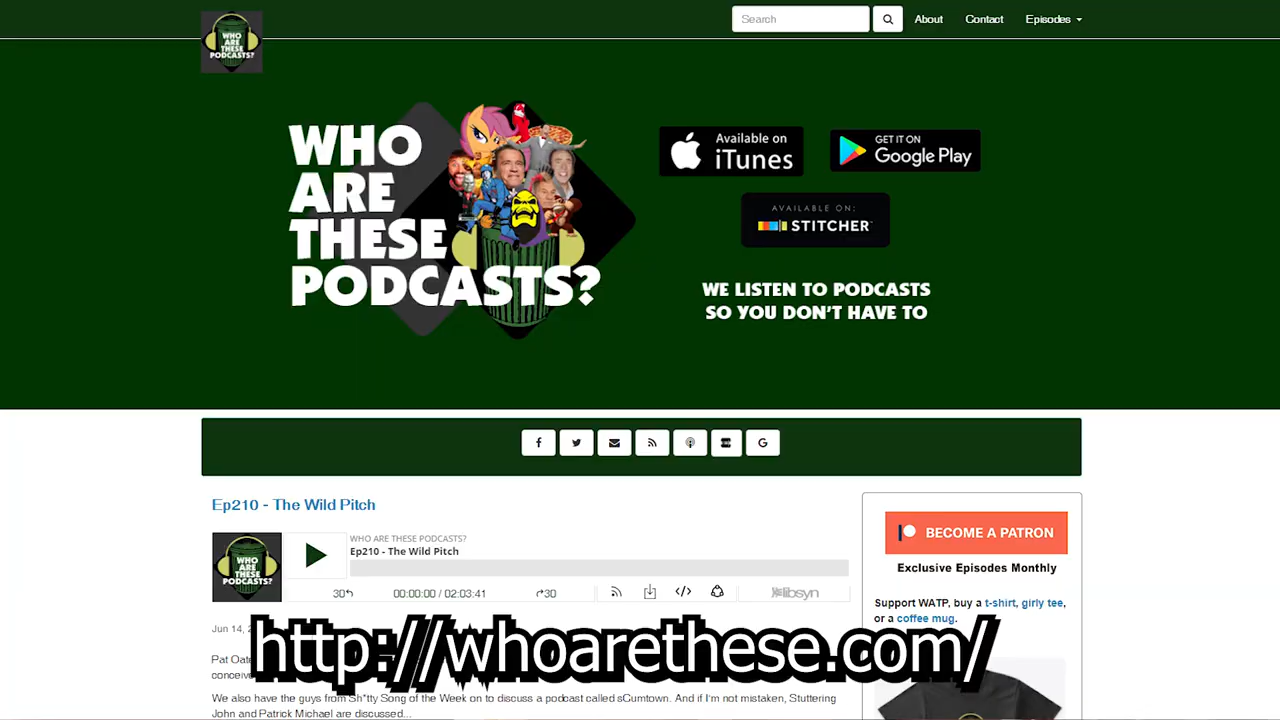 WHO
ARE
THESE
PODCASTS?
Search
About
Contact
Episodes
WHO
ARE
THESE
PODCASTS?
Available on
iTunes
GET IT ON
Google Play
AVAILABLE ON:
STITCHER
WE LISTEN TO PODCASTS
SO YOU DON'T HAVE TO
Ep210 - The Wild Pitch
WHO
ARE
THESE
PODCASTS?
WHO ARE THESE PODCASTS?
Ep210 - The Wild Pitch
30
00:00:00 / 02:03:41
30
libsyn
BECOME A PATRON
Exclusive Episodes Monthly
Support WATP, buy a t-shirt, girly tee,
or a coffee mug.
Jun 14,
http://whoarethese.com/
Pat
We also have the guys from Sh*tty Song of the Week on to discuss a podcast called sCumtown. And if I'm not mistaken, Stuttering
John and Patrick Michael are discussed...